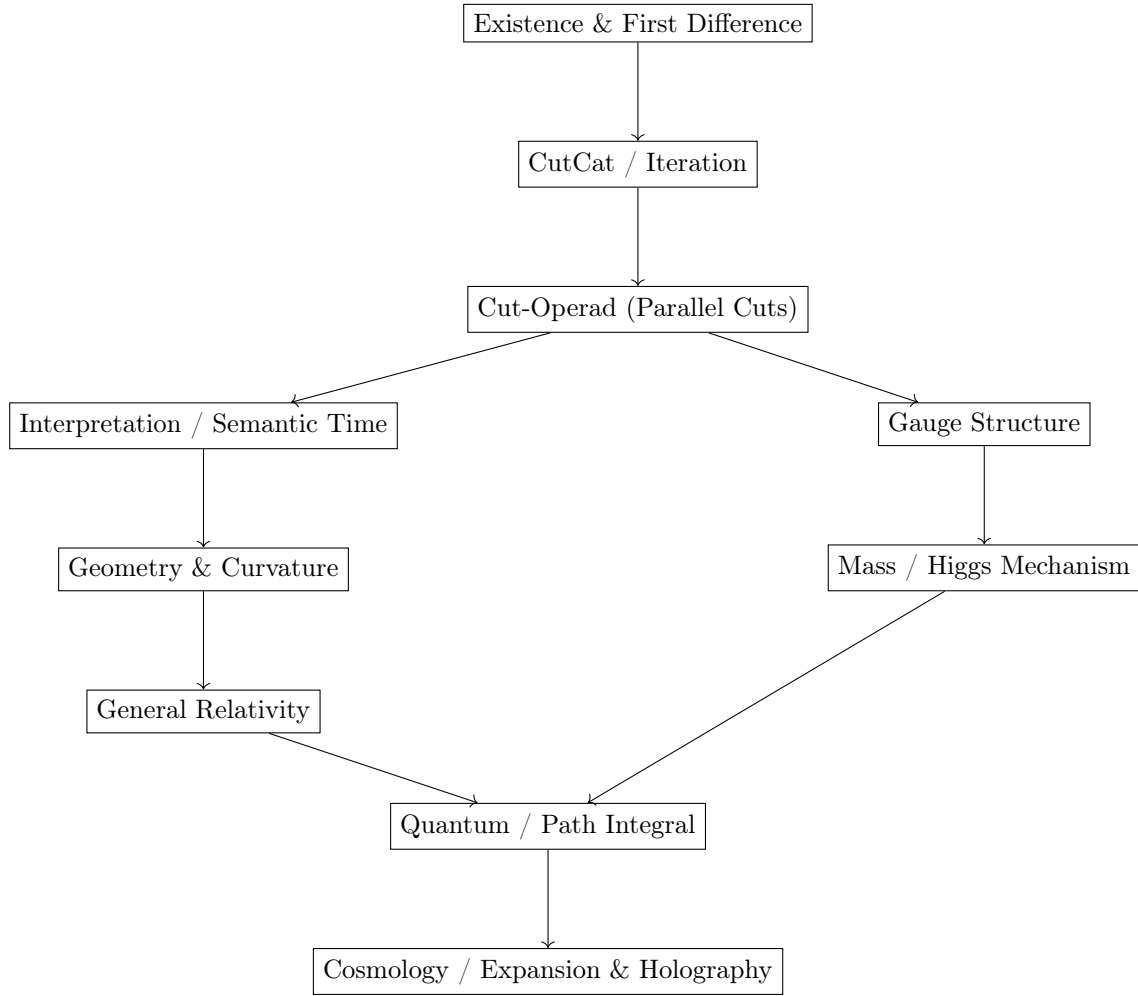 Existence & First Difference
CutCat / Iteration
Cut-Operad (Parallel Cuts)
Interpretation / Semantic Time
Gauge Structure
Geometry & Curvature
Mass / Higgs Mechanism
General Relativity
Quantum / Path Integral
Cosmology / Expansion & Holography